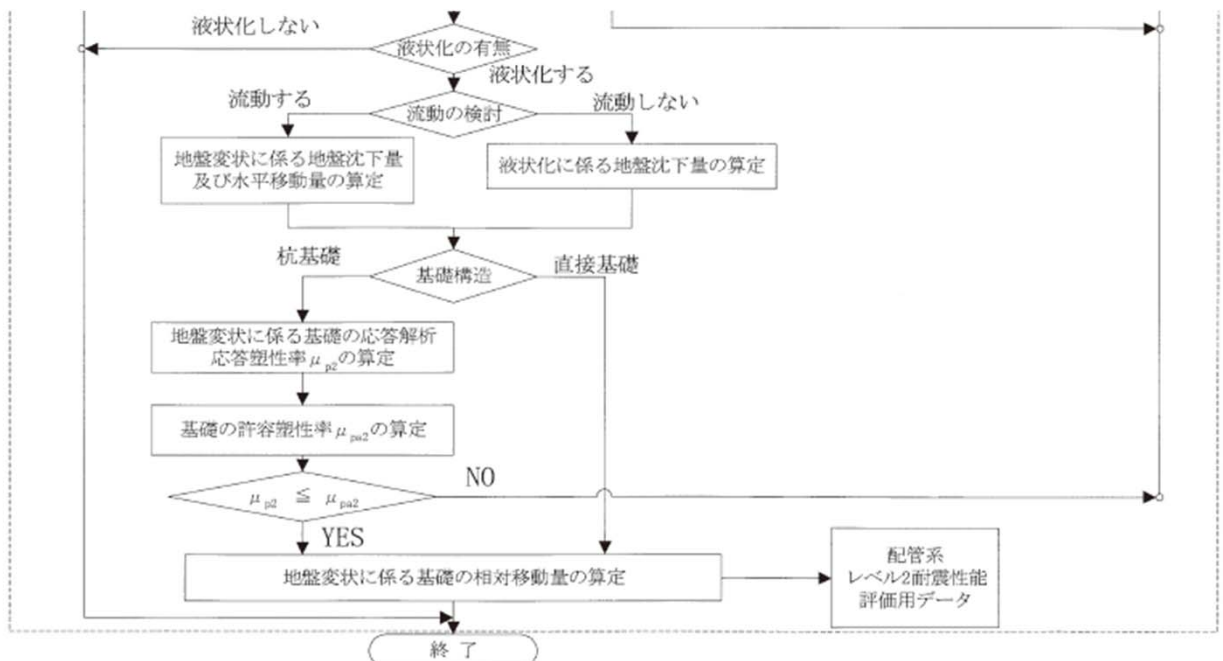 液状化しない
液状化の有無
液状化する
流動する
流動の検討
流動しない
地盤変状に係る地盤沈下量
及び水平移動量の算定
液状化に係る地盤沈下量の算定
杭基礎
基礎構造
直接基礎
地盤変状に係る基礎の応答解析
応答塑性率μp2の算定
基礎の許容塑性率μpa2の算定
μp2 ≦ μpa2
NO
YES
地盤変状に係る基礎の相対移動量の算定
配管系
レベル2耐震性能
評価用データ
終了